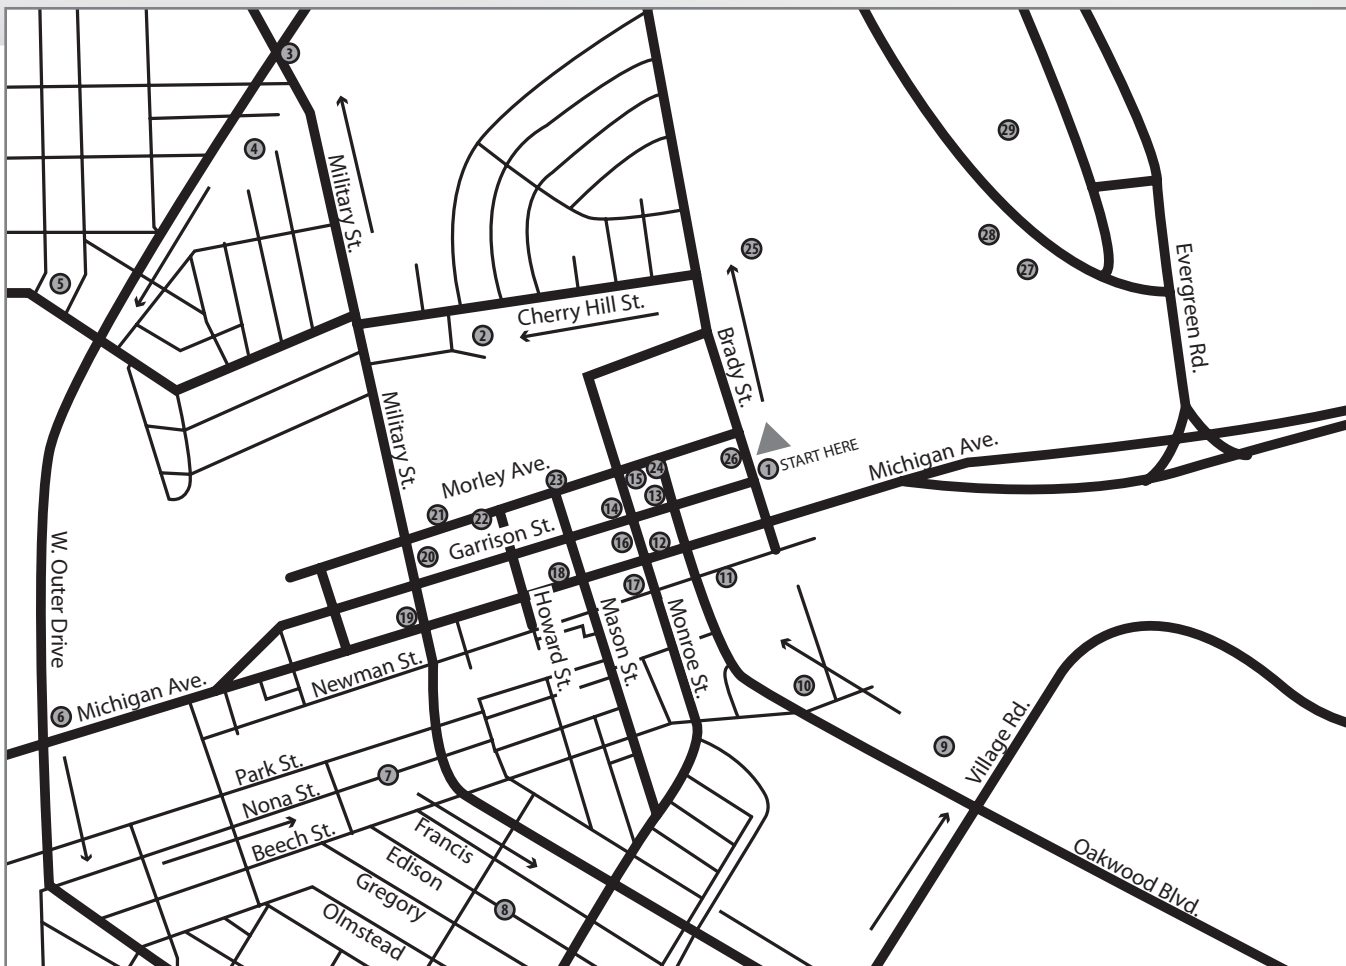 3
4
Military St.
29
5
25
28
27
Evergreen Rd.
Cherry Hill St.
2
Brady St.
Military St.
26
1
START HERE
Michigan Ave.
Morley Ave.
23
24
15
13
14
21
22
Garrison St.
20
16
12
18
17
11
19
W. Outer Drive
Howard St.
Mason St.
Monroe St.
Newman St.
6
Michigan Ave.
10
9
Village Rd.
Park St.
7
Nona St.
Beech St.
Francis
Edison
Gregory
Olmstead
8
Oakwood Blvd.